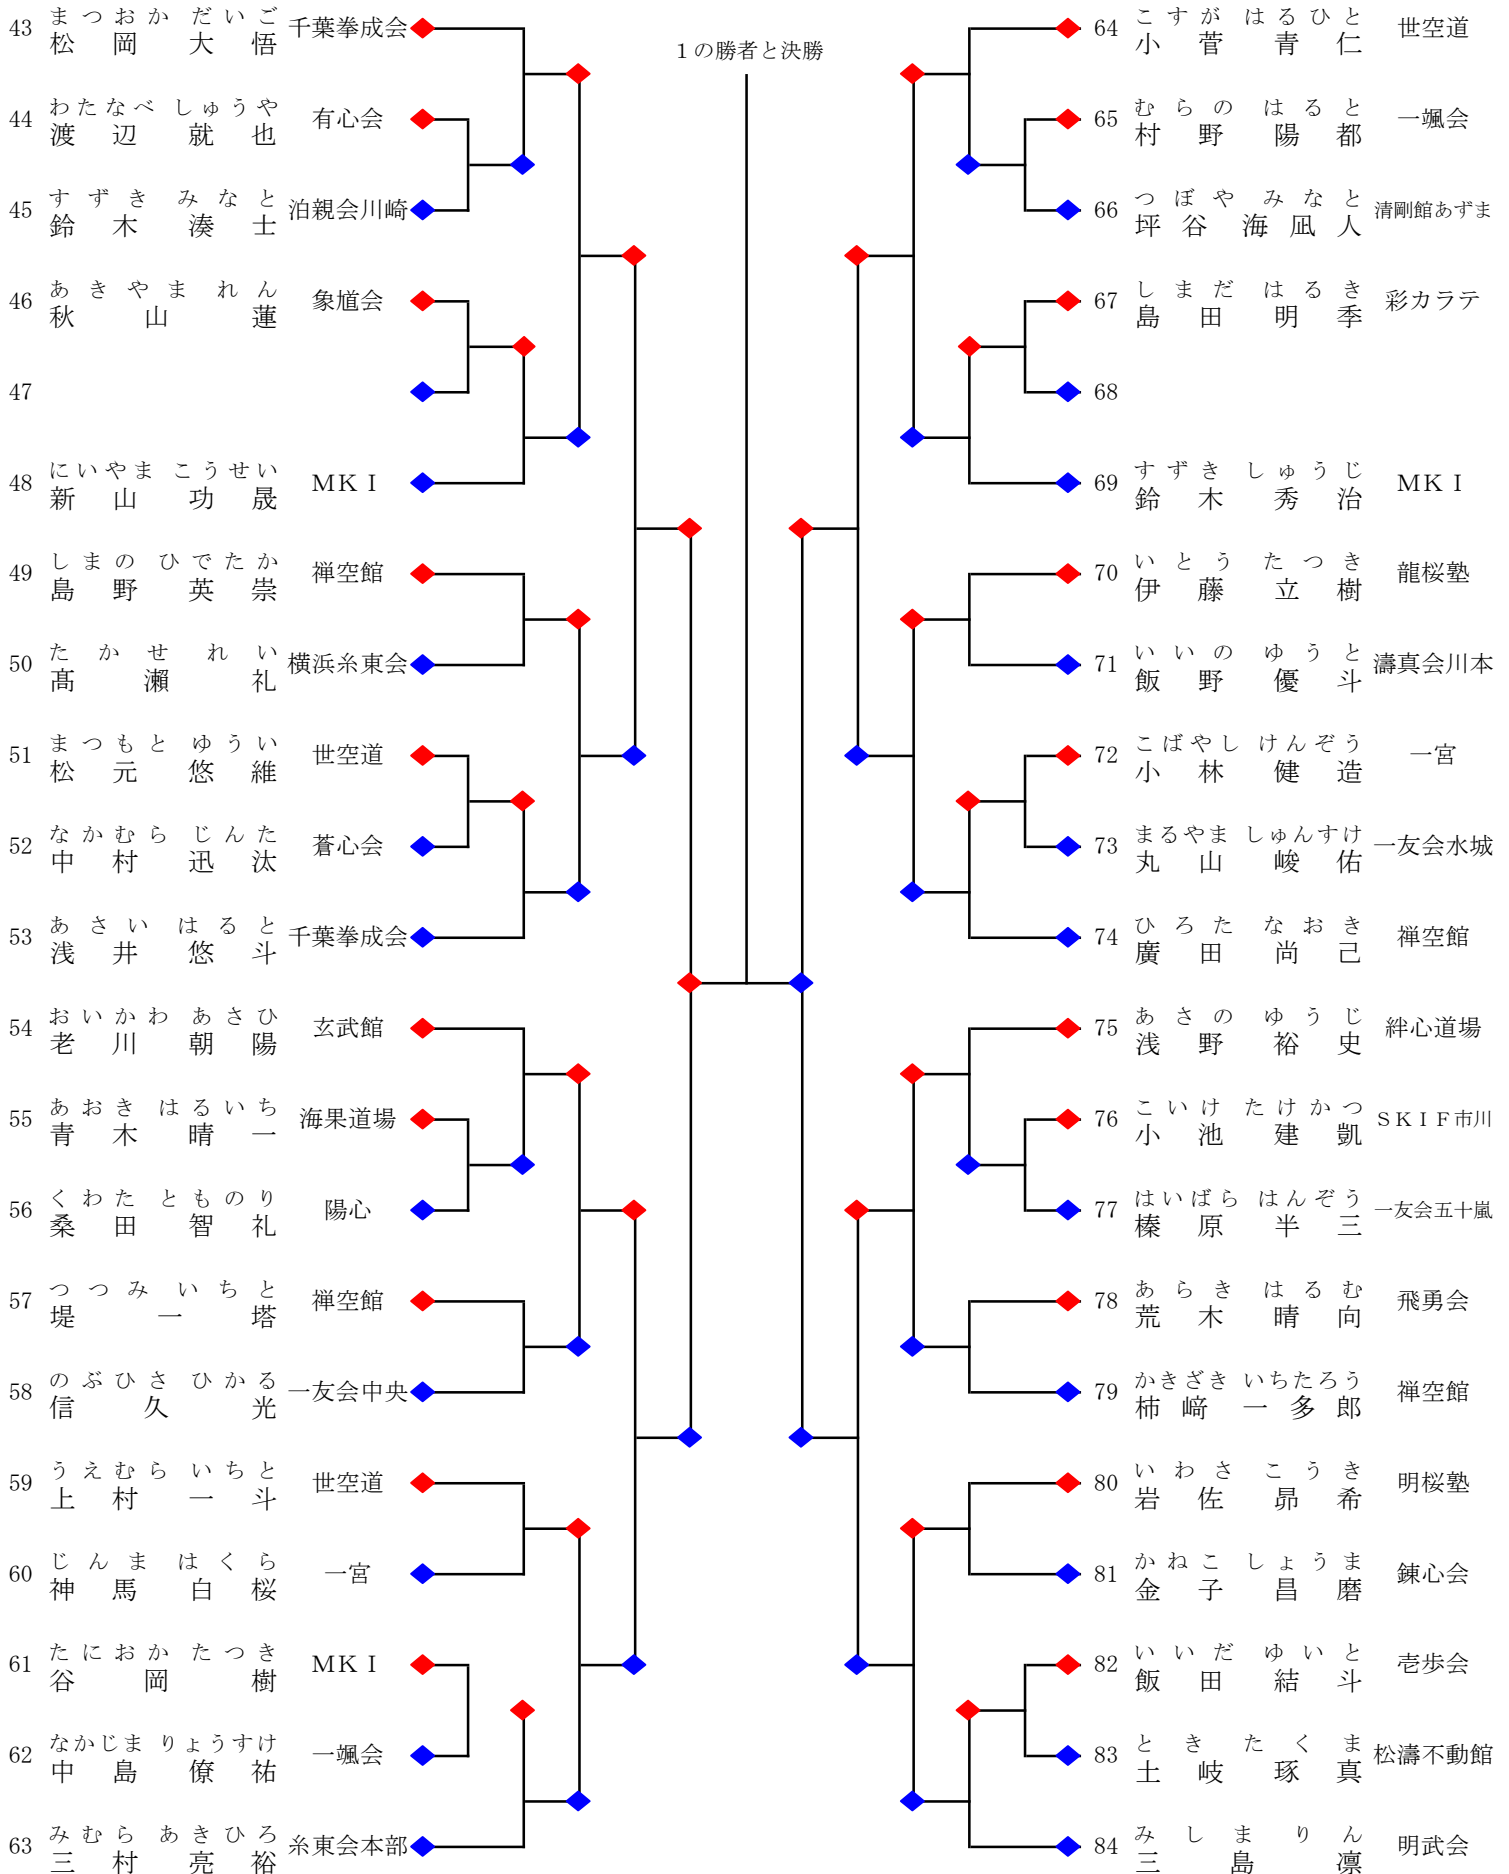 １の勝者と決勝
まつおか だいご
43 松岡大悟 千葉拳成会
わたなべ しゅうや
44 渡辺就也 有心会
すずき みなと
45 鈴木湊士 泊親会川崎
あきやま れん
46 秋山蓮 象馗会
47
にいやま こうせい
48 新山功晟 ＭＫＩ
しまの ひでたか
49 島野英崇 禅空館
たかせ れい
50 髙瀨礼 横浜糸東会
まつもと ゆうい
51 松元悠維 世空道
なかむら じんた
52 中村迅汰 蒼心会
あさい はると
53 浅井悠斗 千葉拳成会
おいかわ あさひ
54 老川朝陽 玄武館
あおき はるいち
55 青木晴一 海果道場
くわた とものり
56 桑田智礼 陽心
つつみ いちと
57 堤一塔 禅空館
のぶひさ ひかる
58 信久光 一友会中央
うえむら いちと
59 上村一斗 世空道
じんま はくら
60 神馬白桜 一宮
たにおか たつき
61 谷岡樹 ＭＫＩ
なかじま りょうすけ
62 中島僚祐 一颯会
みむら あきひろ
63 三村亮裕 糸東会本部
こすが はるひと
64 小菅青仁 世空道
むらの はると
65 村野陽都 一颯会
つぼや みなと
66 坪谷海凪人 清剛館あずま
しまだ はるき
67 島田明季 彩カラテ
68
すずき しゅうじ
69 鈴木秀治 ＭＫＩ
いとう たつき
70 伊藤立樹 龍桜塾
いいの ゆうと
71 飯野優斗 濤真会川本
こばやし けんぞう
72 小林健造 一宮
まるやま しゅんすけ
73 丸山峻佑 一友会水城
ひろた なおき
74 廣田尚己 禅空館
あさの ゆうじ
75 浅野裕史 絆心道場
こいけ たけかつ
76 小池建凱 ＳＫＩＦ市川
はいばら はんぞう
77 榛原半三 一友会五十嵐
あらき はるむ
78 荒木晴向 飛勇会
かきざき いちたろう
79 柿﨑一多郎 禅空館
いわさ こうき
80 岩佐昴希 明桜塾
かねこ しょうま
81 金子昌磨 錬心会
いいだ ゆいと
82 飯田結斗 壱歩会
とき たくま
83 土岐琢真 松濤不動館
みしま りん
84 三島凛 明武会